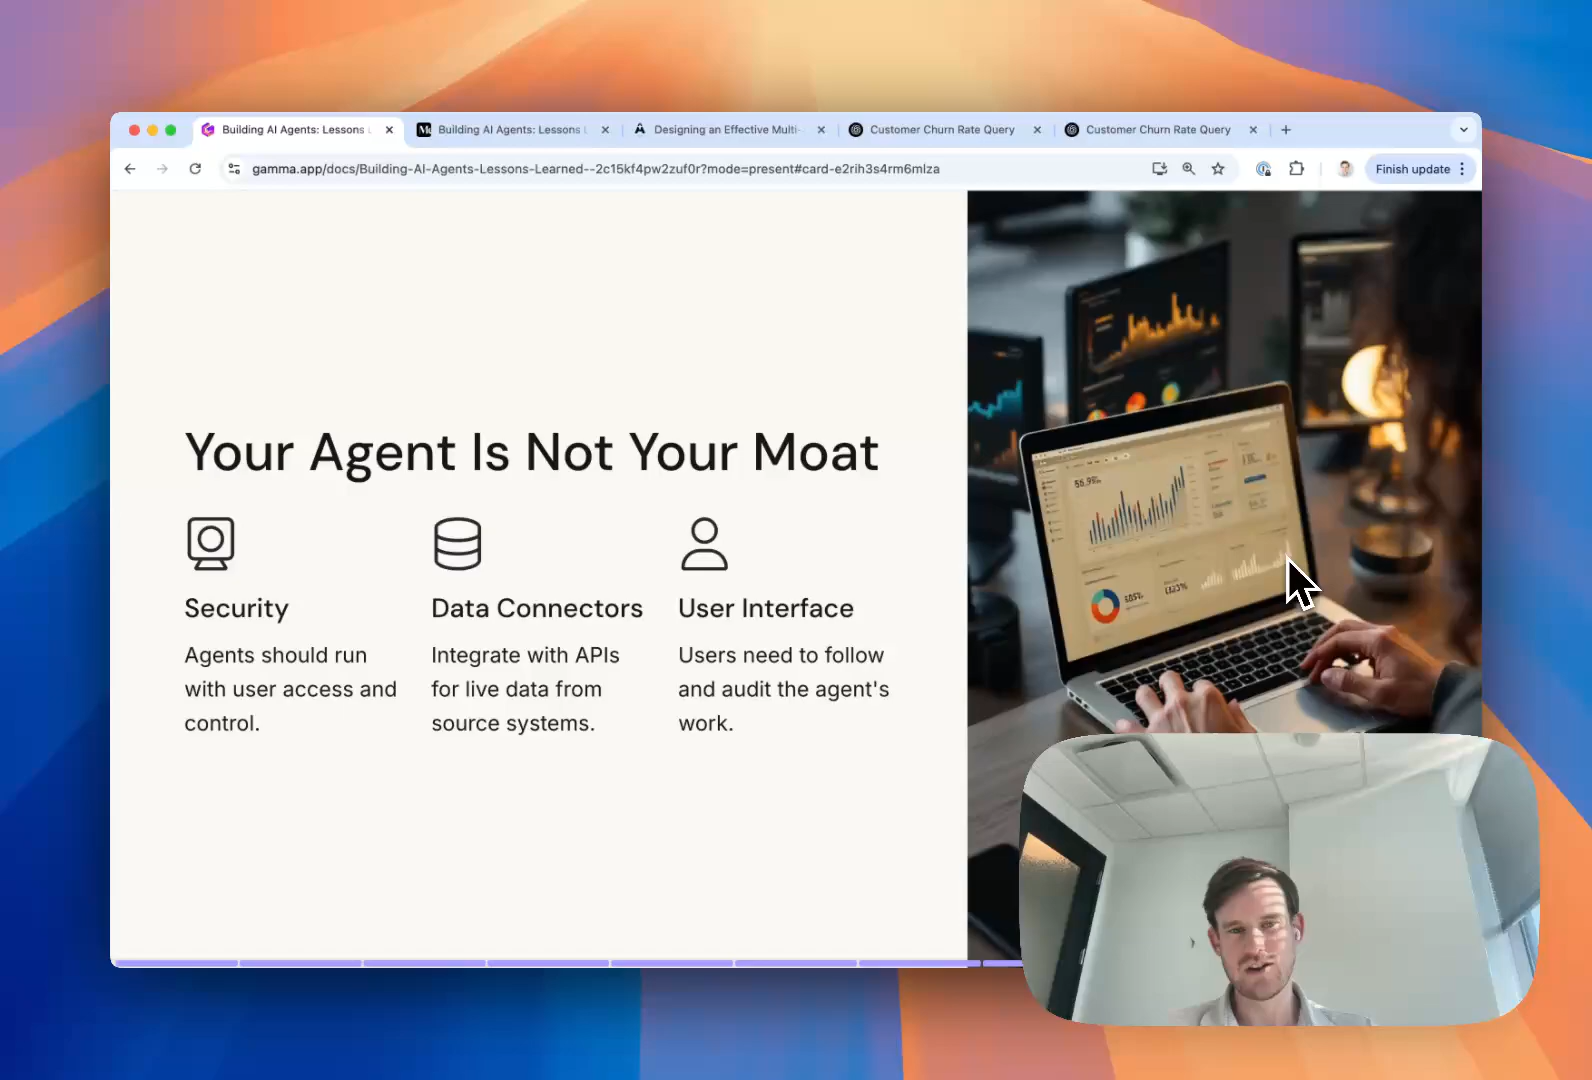 Building AI Agents: Lessons L
Building AI Agents: Lessons L
Designing an Effective Multi-
Customer Churn Rate Query
Customer Churn Rate Query
gamma.app/docs/Building-AI-Agents-Lessons-Learned--2c15kf4pw2zuf0r?mode=present#card-e2rih3s4rm6mlza
Finish update
Your Agent Is Not Your Moat
Security
Agents should run
with user access and
control.
Data Connectors
Integrate with APIs
for live data from
source systems.
User Interface
Users need to follow
and audit the agent's
work.